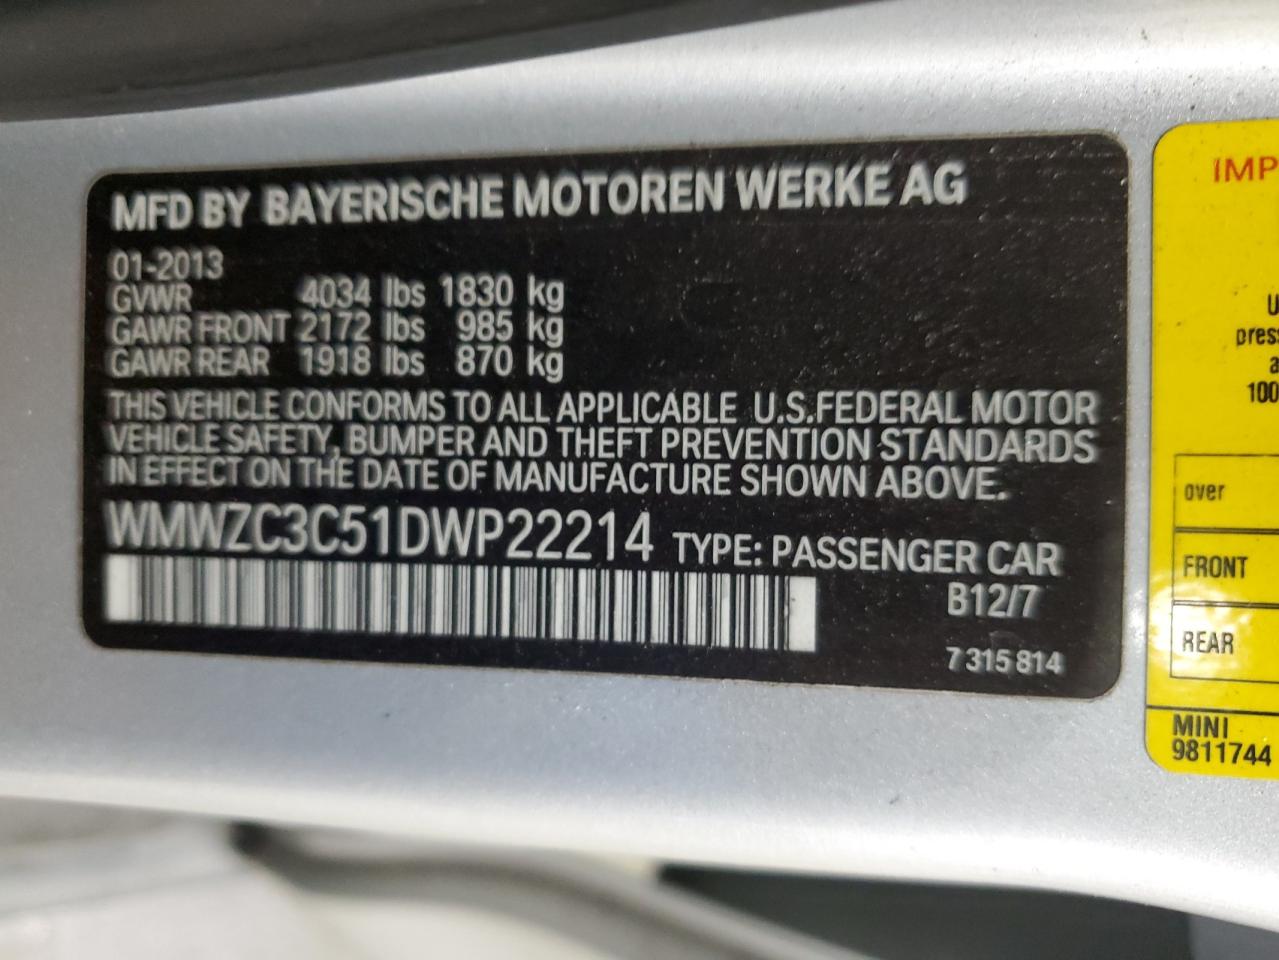 MFD BY BAYERISCHE MOTOREN WERKE AG
01-2013
GVWR 4034 lbs 1830 kg
GAWR FRONT 2172 lbs 985 kg
GAWR REAR 1918 lbs 870 kg
THIS VEHICLE CONFORMS TO ALL APPLICABLE U.S.FEDERAL MOTOR
VEHICLE SAFETY, BUMPER AND THEFT PREVENTION STANDARDS
IN EFFECT ON THE DATE OF MANUFACTURE SHOWN ABOVE.
WMWZC3C51DWP22214 TYPE: PASSENGER CAR
B12/7
7 315 814
IMP
U
press
a
100
over
FRONT
REAR
MINI
9811744